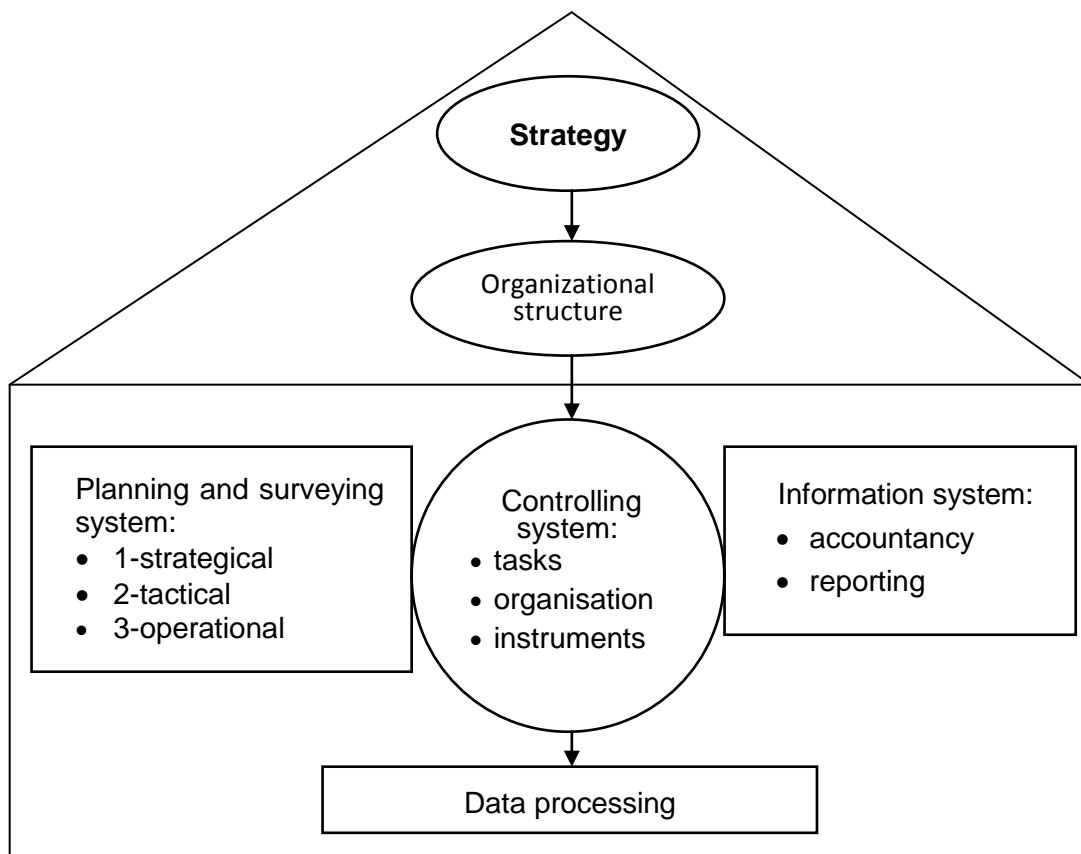 Strategy
Organizational
structure
Planning and surveying
system:
• 1-strategical
• 2-tactical
• 3-operational
Controlling
system:
• tasks
• organisation
• instruments
Information system:
• accountancy
• reporting
Data processing